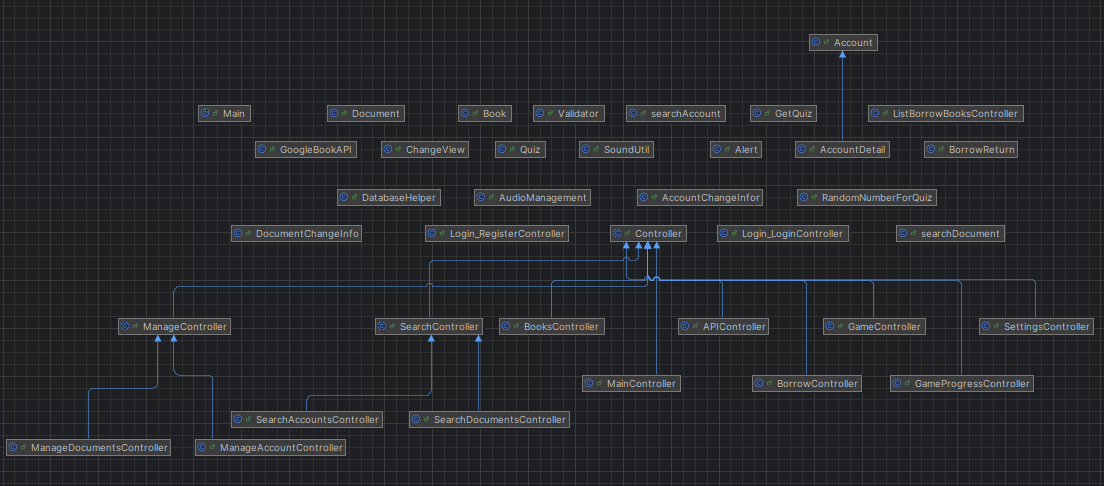 Account
Main
Document
Book
Validator
searchAccount
GetQuiz
ListBorrowBooksController
GoogleBookAPI
ChangeView
Quiz
SoundUtil
Alert
AccountDetail
BorrowReturn
DatabaseHelper
AudioManagement
AccountChangeInfor
RandomNumberForQuiz
DocumentChangeInfo
Login_RegisterController
Controller
Login_LoginController
searchDocument
ManageController
SearchController
BooksController
APIController
GameController
SettingsController
MainController
BorrowController
GameProgressController
SearchAccountsController
SearchDocumentsController
ManageDocumentsController
ManageAccountController